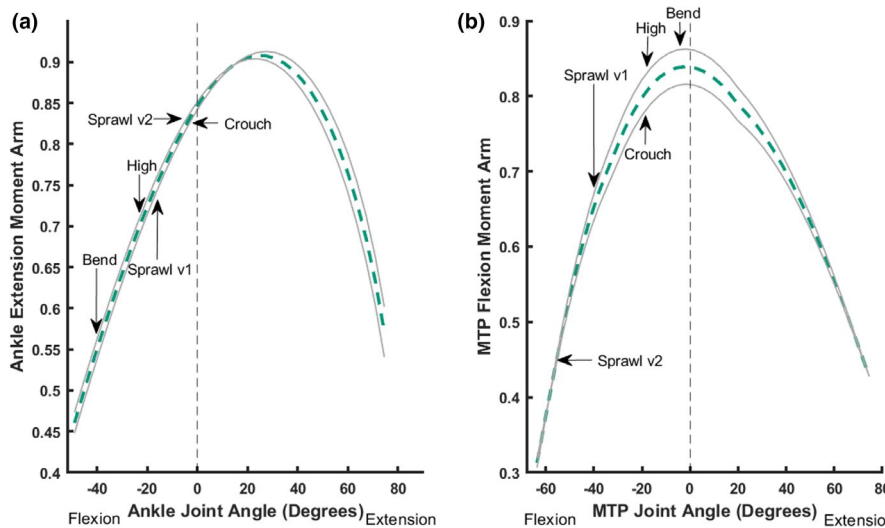 (a)
Ankle Extension Moment Arm
0.9
0.85
0.8
0.75
0.7
0.65
0.6
0.55
0.5
0.45
0.4
Sprawl v2
Crouch
High
Sprawl v1
Bend
-40 -20 0 20 40 60 80
Flexion Ankle Joint Angle (Degrees) Extension
(b)
MTP Flexion Moment Arm
0.9
0.8
0.7
0.6
0.5
0.4
0.3
Bend
High
Sprawl v1
Crouch
Sprawl v2
-60 -40 -20 0 20 40 60 80
Flexion MTP Joint Angle (Degrees) Extension